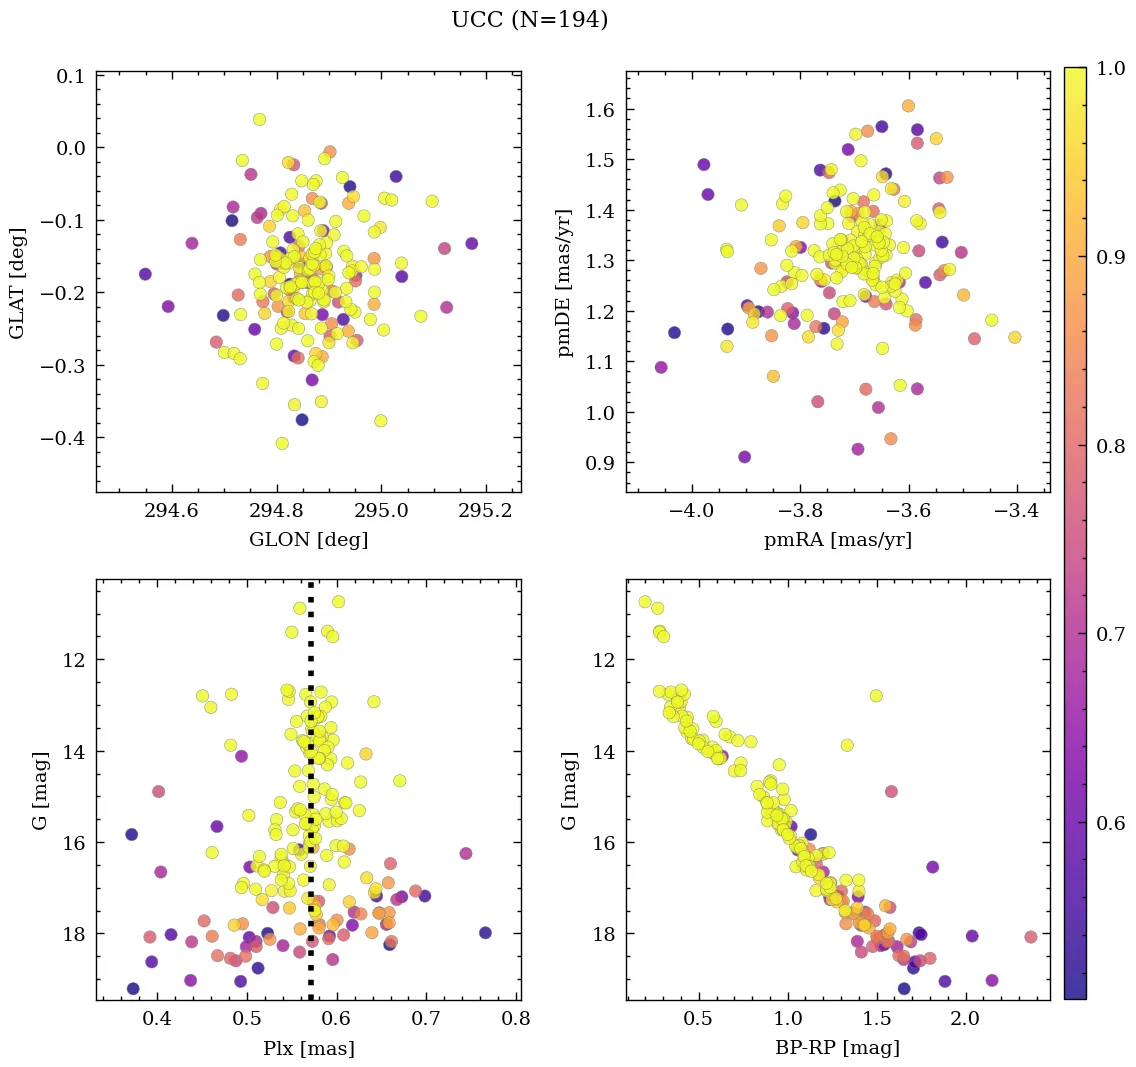 UCC (N=194)
0.1
0.0
−0.1
−0.2
−0.3
−0.4
GLAT [deg]
294.6 294.8 295.0 295.2
GLON [deg]
1.6
1.5
1.4
1.3
1.2
1.1
1.0
0.9
pmDE [mas/yr]
−4.0 −3.8 −3.6 −3.4
pmRA [mas/yr]
1.0
0.9
0.8
0.7
0.6
12
14
16
18
G [mag]
0.4 0.5 0.6 0.7 0.8
Plx [mas]
12
14
16
18
G [mag]
0.5 1.0 1.5 2.0
BP-RP [mag]